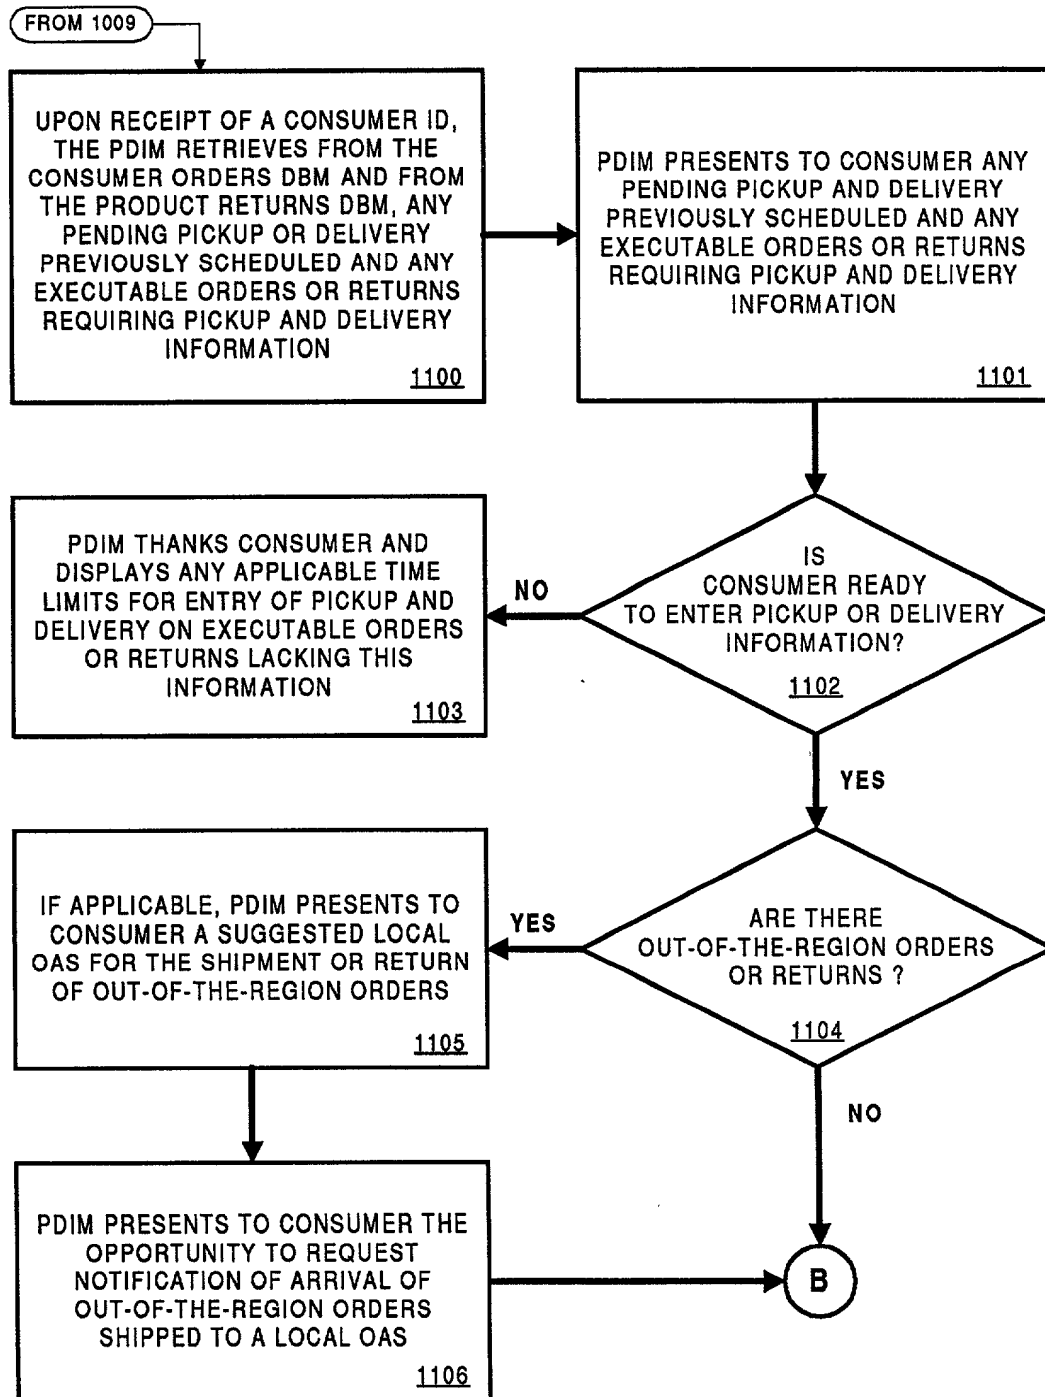 FROM 1009
UPON RECEIPT OF A CONSUMER ID,
THE PDIM RETRIEVES FROM THE
CONSUMER ORDERS DBM AND FROM
THE PRODUCT RETURNS DBM, ANY
PENDING PICKUP OR DELIVERY
PREVIOUSLY SCHEDULED AND ANY
EXECUTABLE ORDERS OR RETURNS
REQUIRING PICKUP AND DELIVERY
INFORMATION
1100
PDIM PRESENTS TO CONSUMER ANY
PENDING PICKUP AND DELIVERY
PREVIOUSLY SCHEDULED AND ANY
EXECUTABLE ORDERS OR RETURNS
REQUIRING PICKUP AND DELIVERY
INFORMATION
1101
IS
CONSUMER READY
TO ENTER PICKUP OR DELIVERY
INFORMATION?
1102
NO
PDIM THANKS CONSUMER AND
DISPLAYS ANY APPLICABLE TIME
LIMITS FOR ENTRY OF PICKUP AND
DELIVERY ON EXECUTABLE ORDERS
OR RETURNS LACKING THIS
INFORMATION
1103
YES
ARE THERE
OUT-OF-THE-REGION ORDERS
OR RETURNS ?
1104
YES
IF APPLICABLE, PDIM PRESENTS TO
CONSUMER A SUGGESTED LOCAL
OAS FOR THE SHIPMENT OR RETURN
OF OUT-OF-THE-REGION ORDERS
1105
NO
PDIM PRESENTS TO CONSUMER THE
OPPORTUNITY TO REQUEST
NOTIFICATION OF ARRIVAL OF
OUT-OF-THE-REGION ORDERS
SHIPPED TO A LOCAL OAS
1106
B